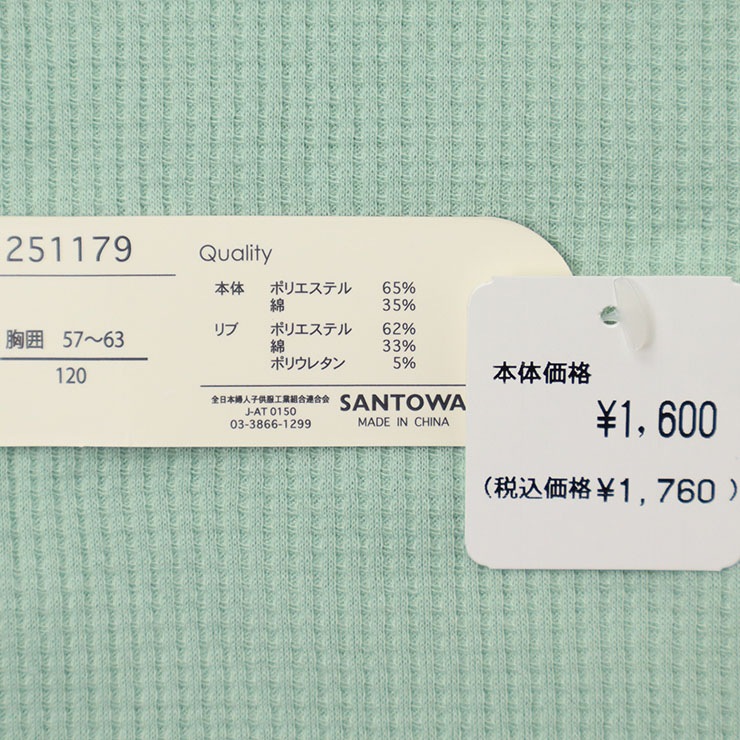 251179
胸囲 57～63
120
Quality
本体 ポリエステル 65%
綿 35%
リブ ポリエステル 62%
綿 33%
ポリウレタン 5%
全日本婦人子供服工業組合連合会
J-AT 0150
03-3866-1299
SANTOWA
MADE IN CHINA
本体価格
¥1,600
(税込価格 ¥1,760 )